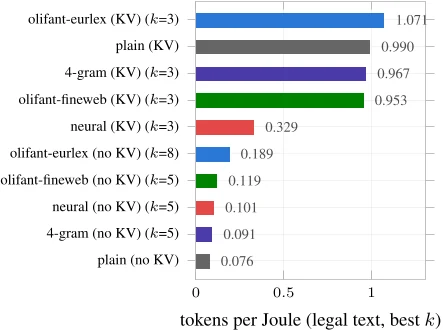 olifant-eurlex (KV) (k=3) 1.071
plain (KV) 0.990
4-gram (KV) (k=3) 0.967
olifant-fineweb (KV) (k=3) 0.953
neural (KV) (k=3) 0.329
olifant-eurlex (no KV) (k=8) 0.189
olifant-fineweb (no KV) (k=5) 0.119
neural (no KV) (k=5) 0.101
4-gram (no KV) (k=5) 0.091
plain (no KV) 0.076
0 0.5 1
tokens per Joule (legal text, best k)